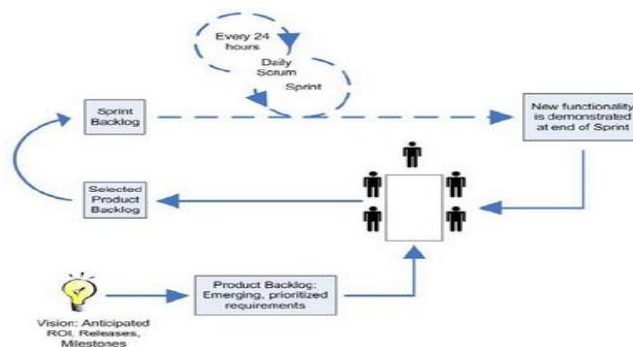 Every 24
hours
Daily
Scrum
Sprint
Sprint
Backlog
New functionality
is demonstrated
at end of Sprint
Selected
Product
Backlog
Product Backlog:
Emerging, prioritized
requirements
Vision: Anticipated
ROI, Releases,
Milestones